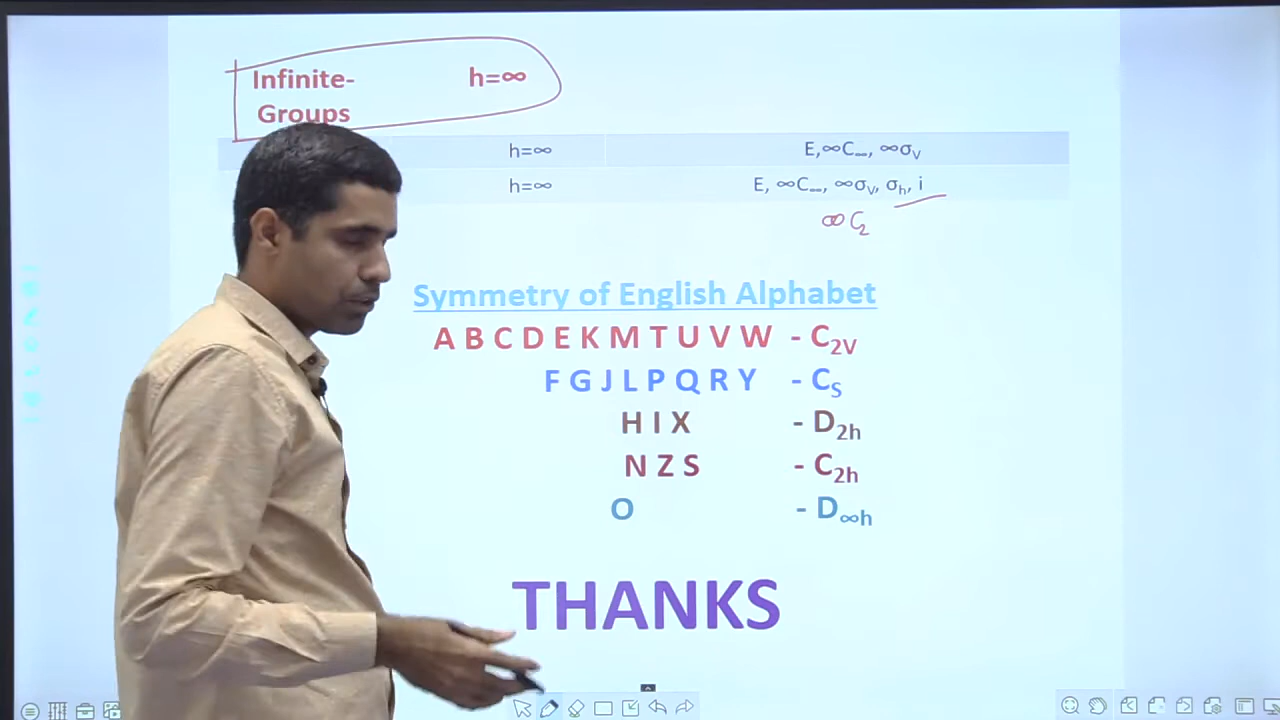 Infinite- h=∞
Groups
h=∞ E,∞C∞, ∞σV
h=∞ E, ∞C∞, ∞σV, σh, i
∞ C2
Symmetry of English Alphabet
A B C D E K M T U V W - C2V
F G J L P Q R Y - CS
H I X - D2h
N Z S - C2h
O - D∞h
THANKS